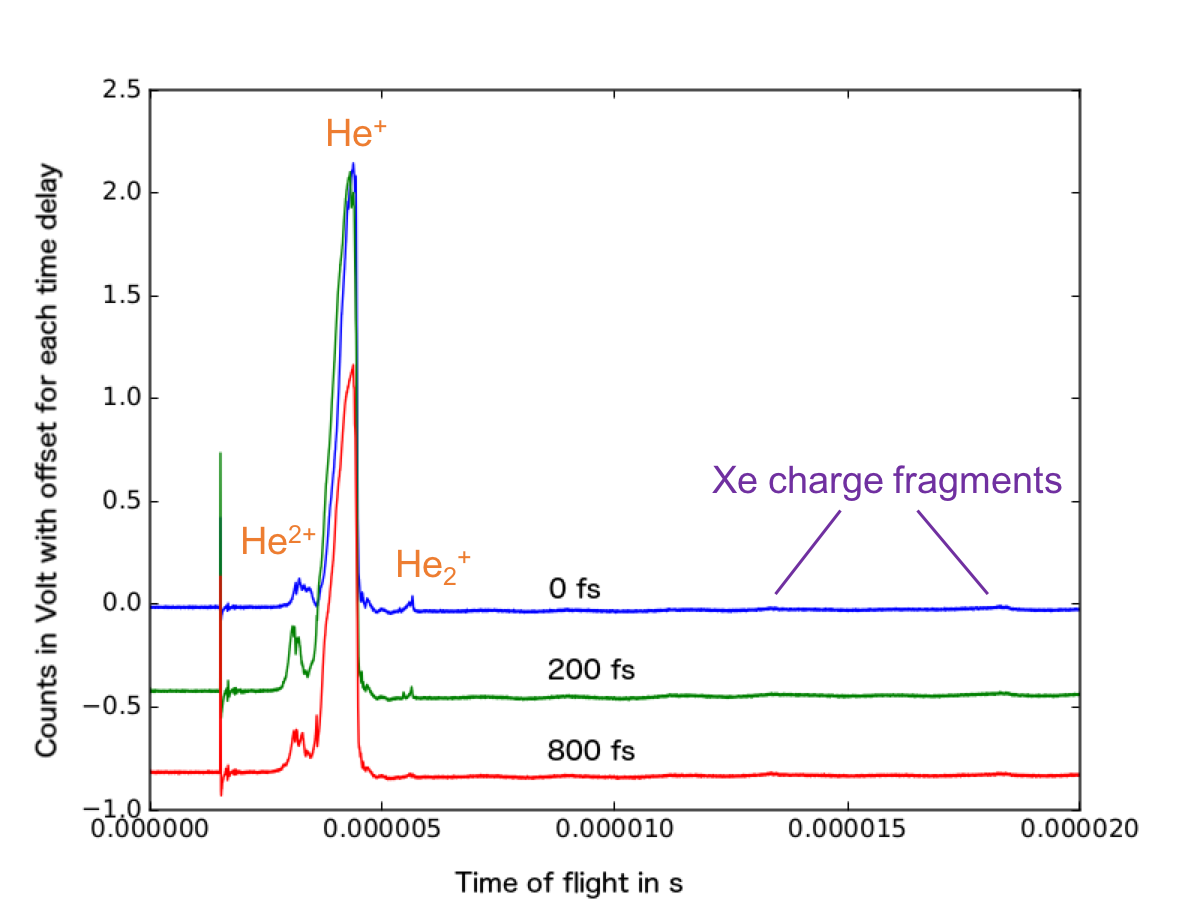 Counts in Volt with offset for each time delay
2.5
2.0
1.5
1.0
0.5
0.0
−0.5
−1.0
He⁺
He²⁺
He₂⁺
Xe charge fragments
0 fs
200 fs
800 fs
0.000000 0.000005 0.000010 0.000015 0.000020
Time of flight in s